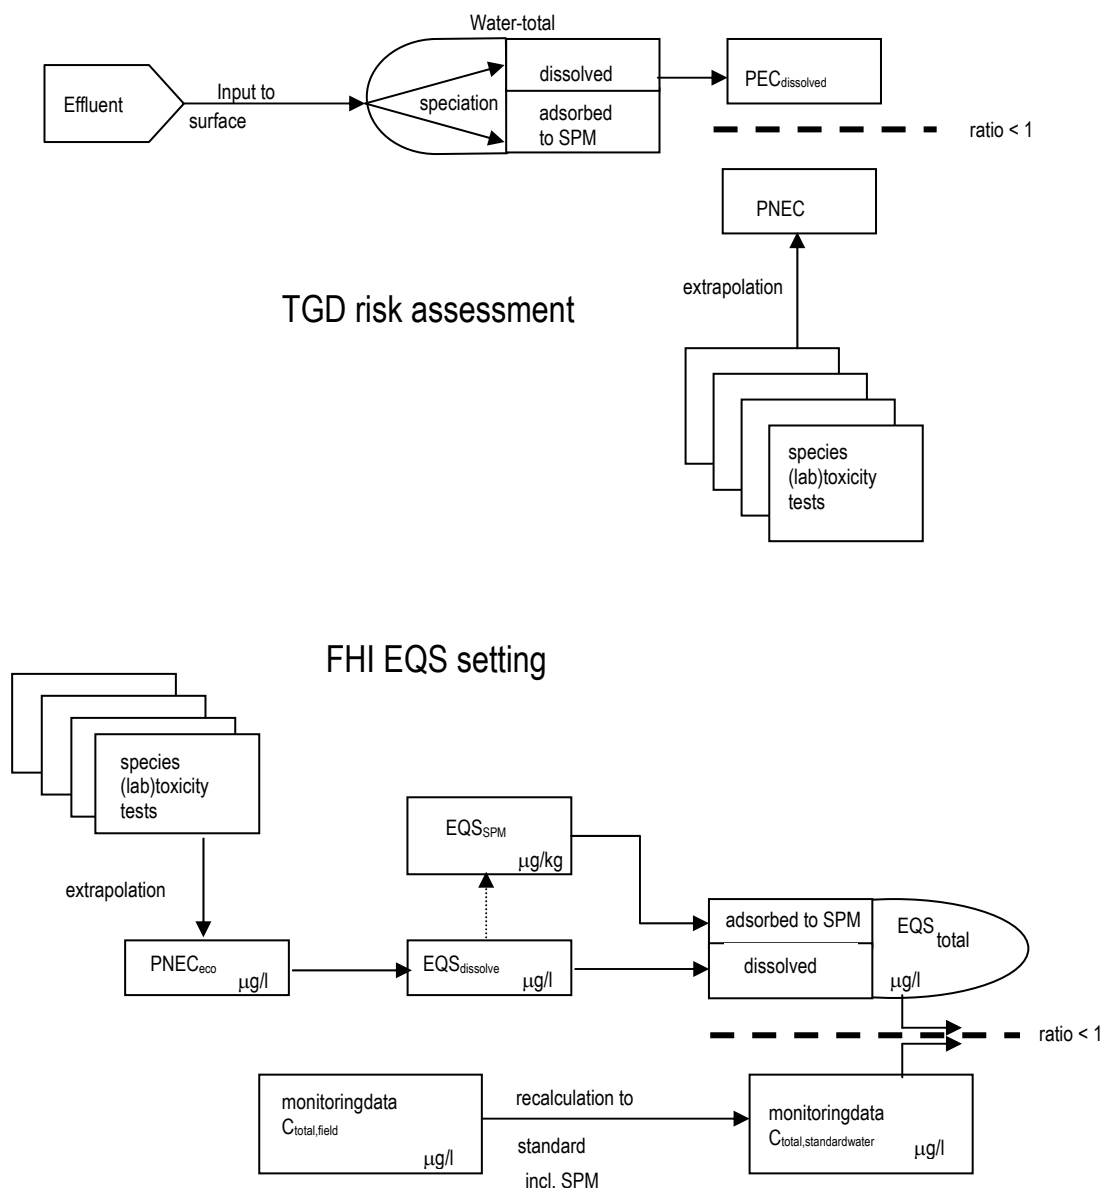 Water-total
Effluent
Input to
surface
speciation
dissolved
adsorbed
to SPM
PECdissolved
ratio < 1
PNEC
extrapolation
TGD risk assessment
species
(lab)toxicity
tests
FHI EQS setting
species
(lab)toxicity
tests
extrapolation
PNECeco
μg/l
EQSSPM
μg/kg
EQSdissolve
μg/l
adsorbed to SPM
dissolved
EQS total
μg/l
ratio < 1
monitoringdata
Ctotal,field
μg/l
recalculation to
standard
incl. SPM
monitoringdata
Ctotal,standardwater
μg/l